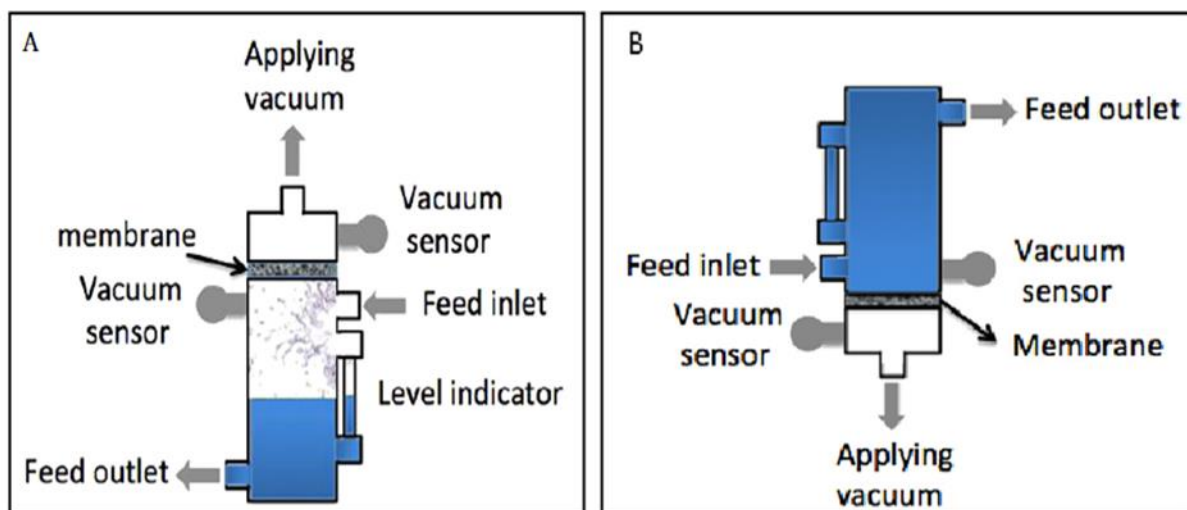 A
Applying
vacuum
Vacuum
sensor
membrane
Vacuum
sensor
Feed inlet
Level indicator
Feed outlet
B
Feed outlet
Feed inlet
Vacuum
sensor
Vacuum
sensor
Membrane
Applying
vacuum